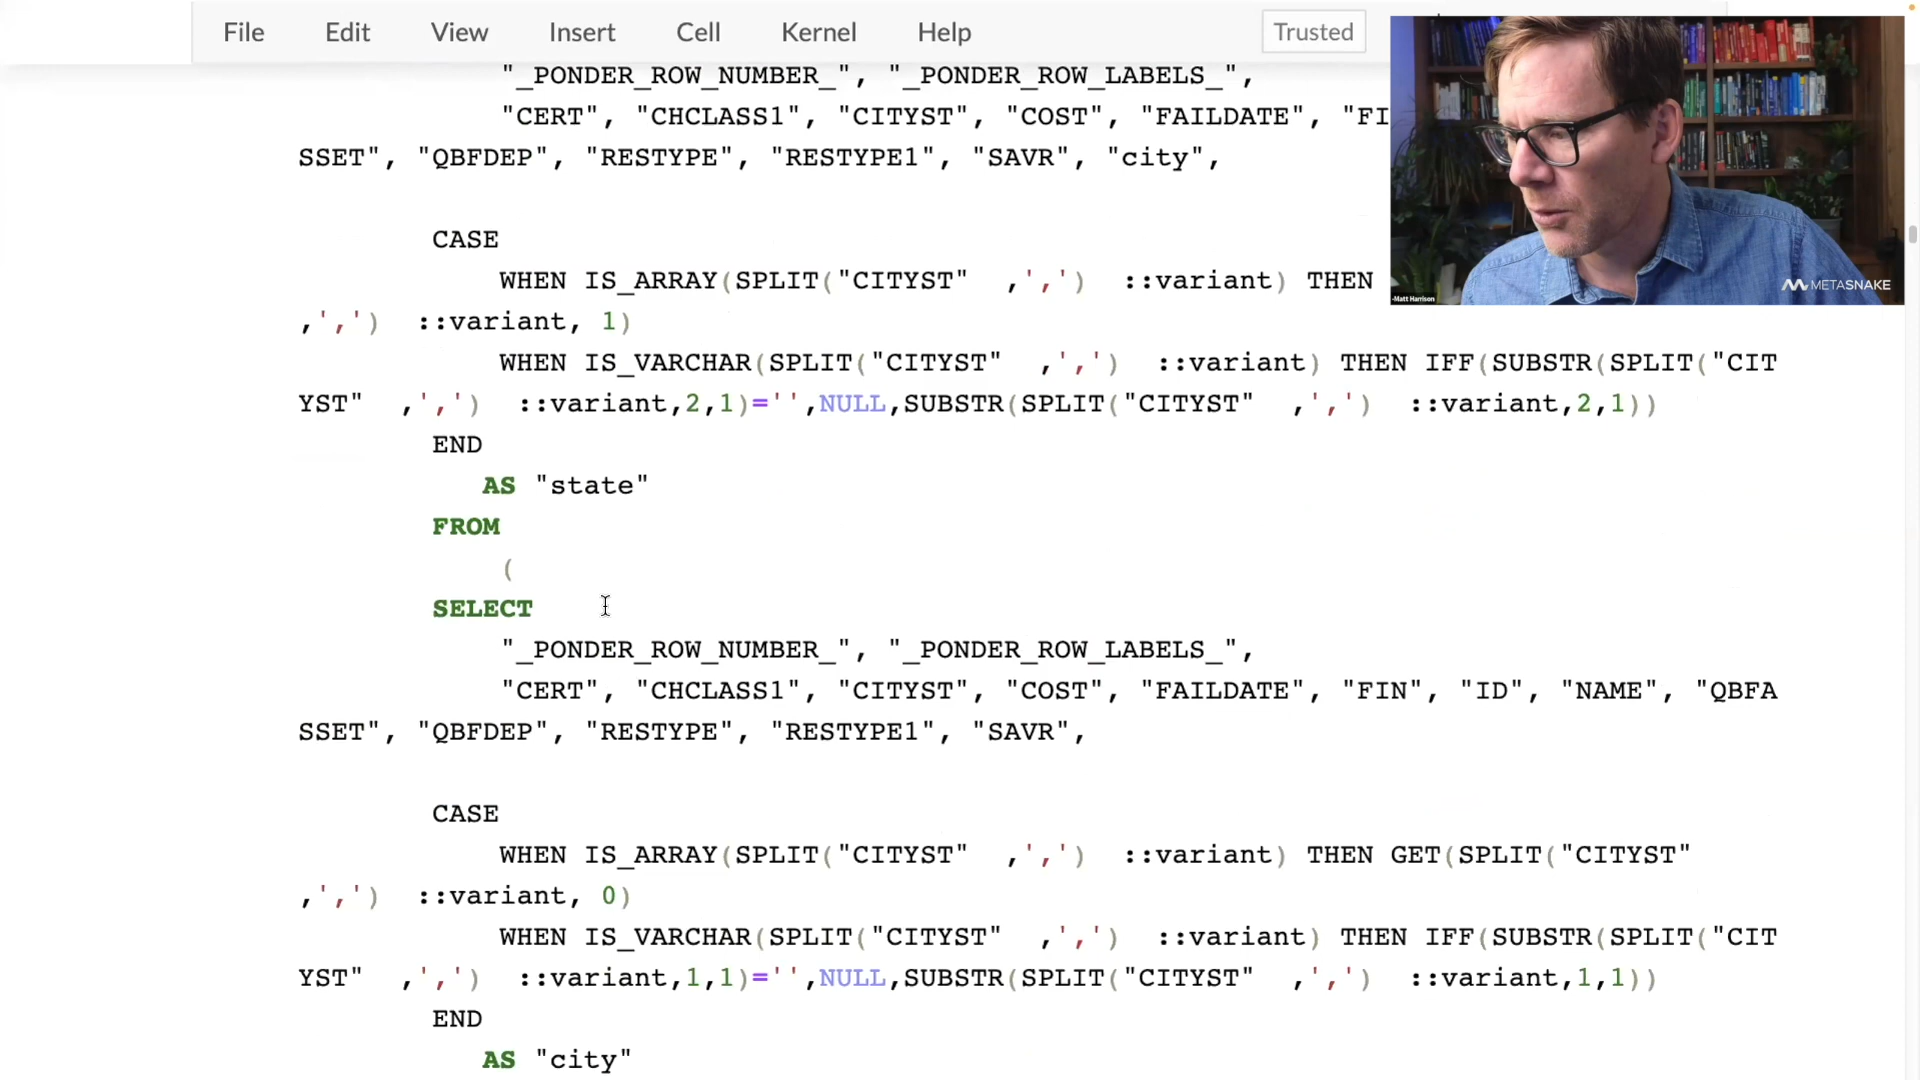 File Edit View Insert Cell Kernel Help Trusted
"_PONDER_ROW_NUMBER_", "_PONDER_ROW_LABELS_",
"CERT", "CHCLASS1", "CITYST", "COST", "FAILDATE", "FI
SSET", "QBFDEP", "RESTYPE", "RESTYPE1", "SAVR", "city",
CASE
WHEN IS_ARRAY(SPLIT("CITYST" ,',') ::variant) THEN
,',') ::variant, 1)
WHEN IS_VARCHAR(SPLIT("CITYST" ,',') ::variant) THEN IFF(SUBSTR(SPLIT("CIT
YST" ,',') ::variant,2,1)='',NULL,SUBSTR(SPLIT("CITYST" ,',') ::variant,2,1))
END
AS "state"
FROM
(
SELECT
"_PONDER_ROW_NUMBER_", "_PONDER_ROW_LABELS_",
"CERT", "CHCLASS1", "CITYST", "COST", "FAILDATE", "FIN", "ID", "NAME", "QBFA
SSET", "QBFDEP", "RESTYPE", "RESTYPE1", "SAVR",
CASE
WHEN IS_ARRAY(SPLIT("CITYST" ,',') ::variant) THEN GET(SPLIT("CITYST"
,',') ::variant, 0)
WHEN IS_VARCHAR(SPLIT("CITYST" ,',') ::variant) THEN IFF(SUBSTR(SPLIT("CIT
YST" ,',') ::variant,1,1)='',NULL,SUBSTR(SPLIT("CITYST" ,',') ::variant,1,1))
END
AS "city"
METASNAKE
-Matt Harrison